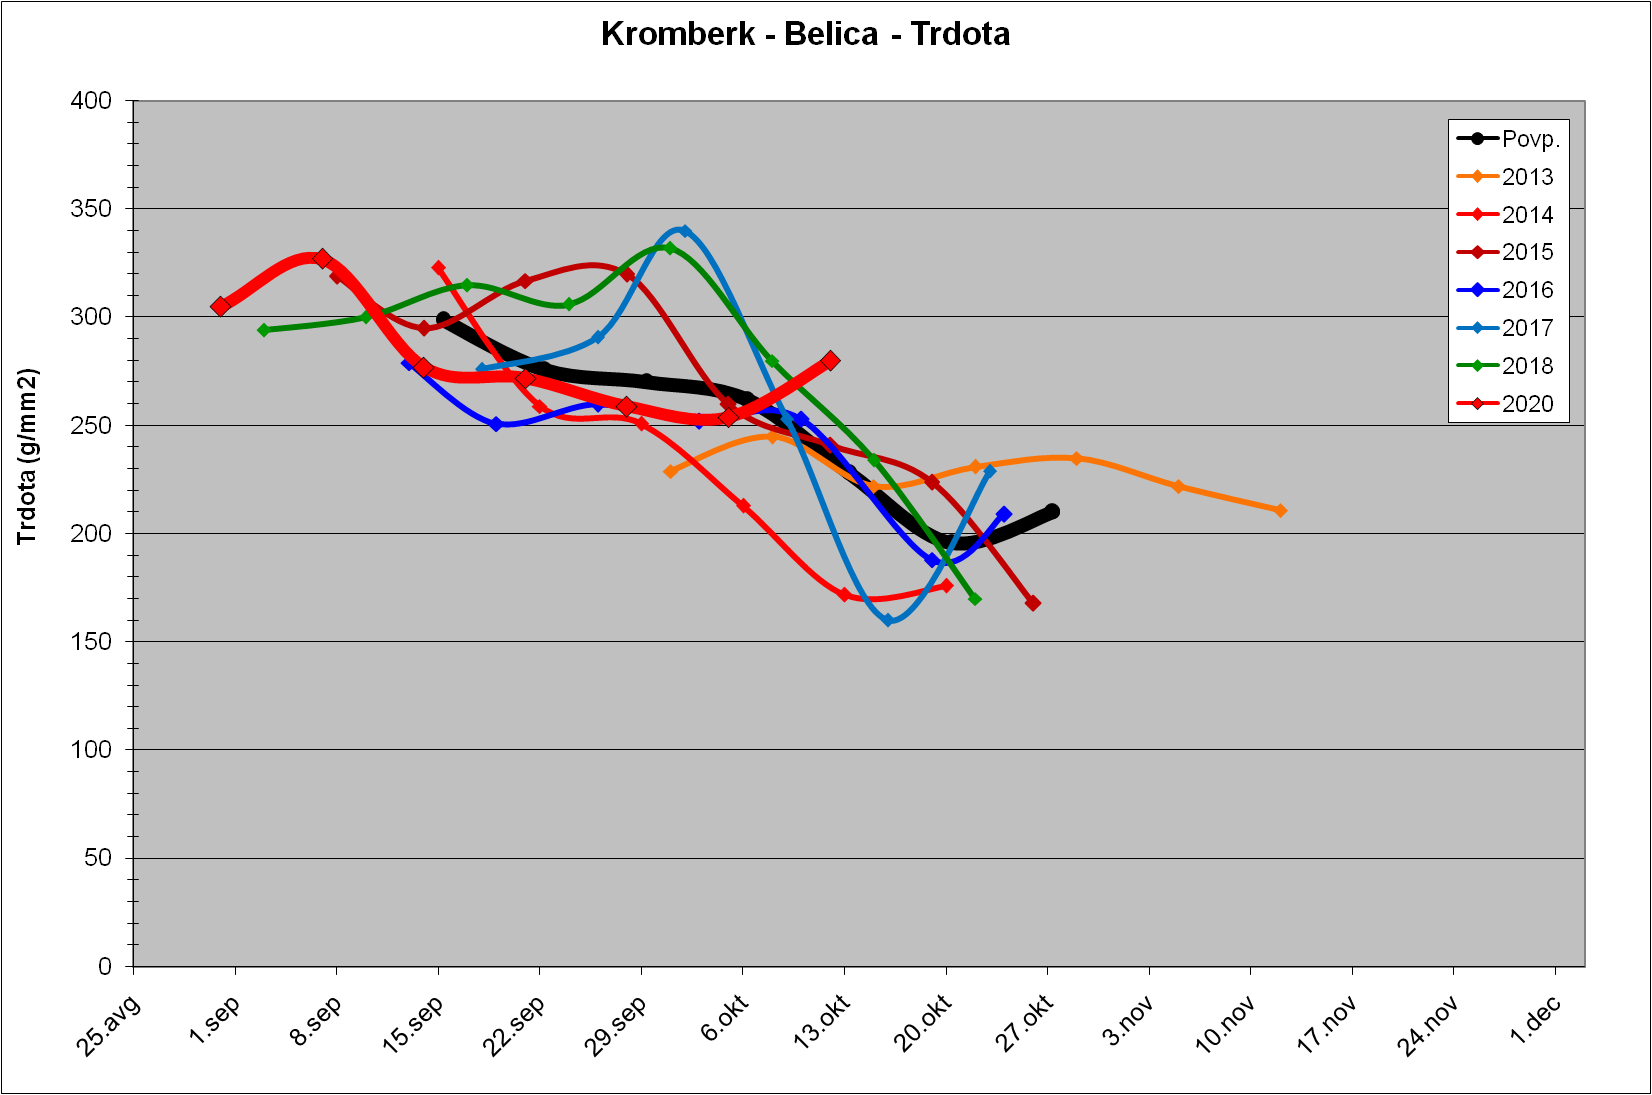 Kromberk - Belica - Trdota
Trdota (g/mm2)
400
350
300
250
200
150
100
50
0
25.avg
1.sep
8.sep
15.sep
22.sep
29.sep
6.okt
13.okt
20.okt
27.okt
3.nov
10.nov
17.nov
24.nov
1.dec
Povp.
2013
2014
2015
2016
2017
2018
2020